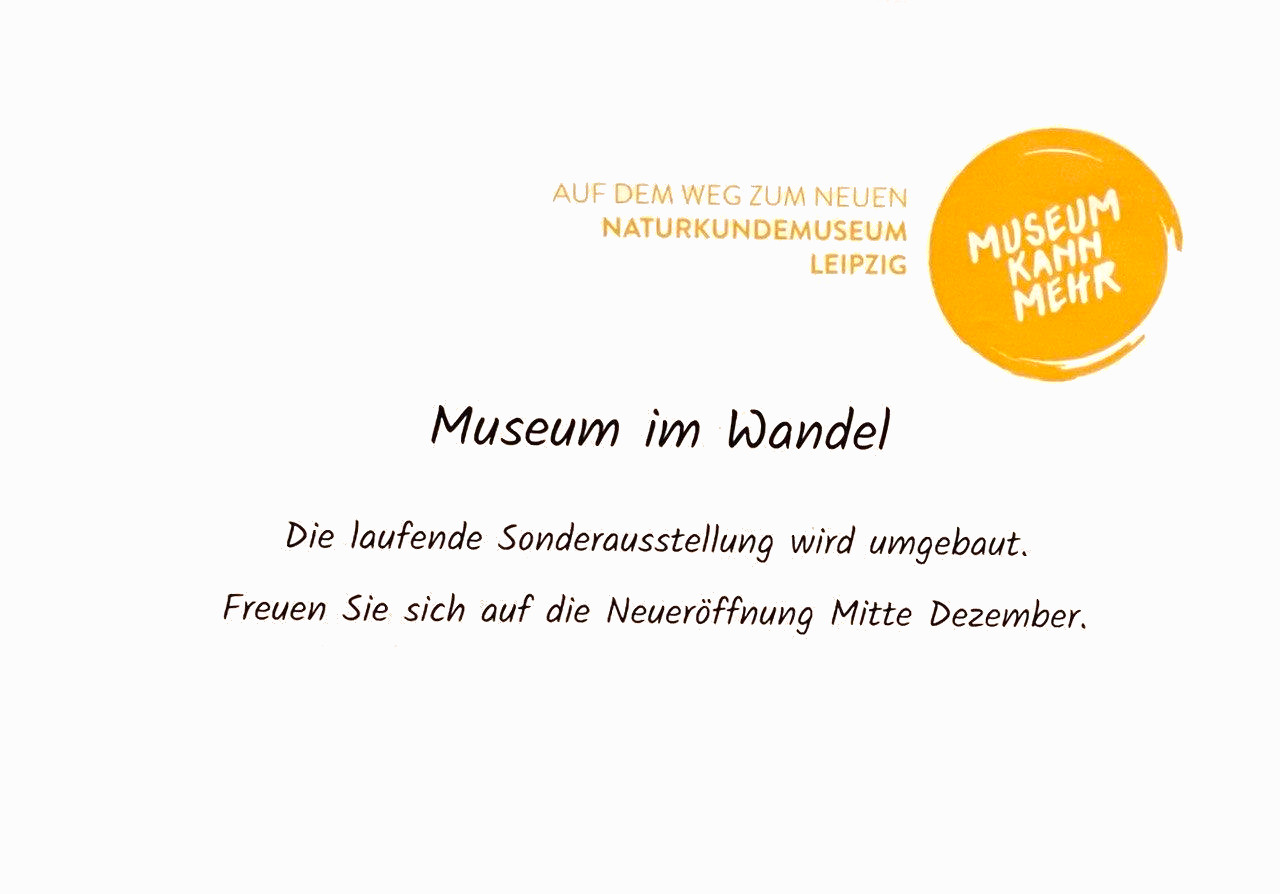 AUF DEM WEG ZUM NEUEN
NATURKUNDEMUSEUM
LEIPZIG
MUSEUM
KANN
MEHR
Museum im Wandel
Die laufende Sonderausstellung wird umgebaut.
Freuen Sie sich auf die Neueröffnung Mitte Dezember.